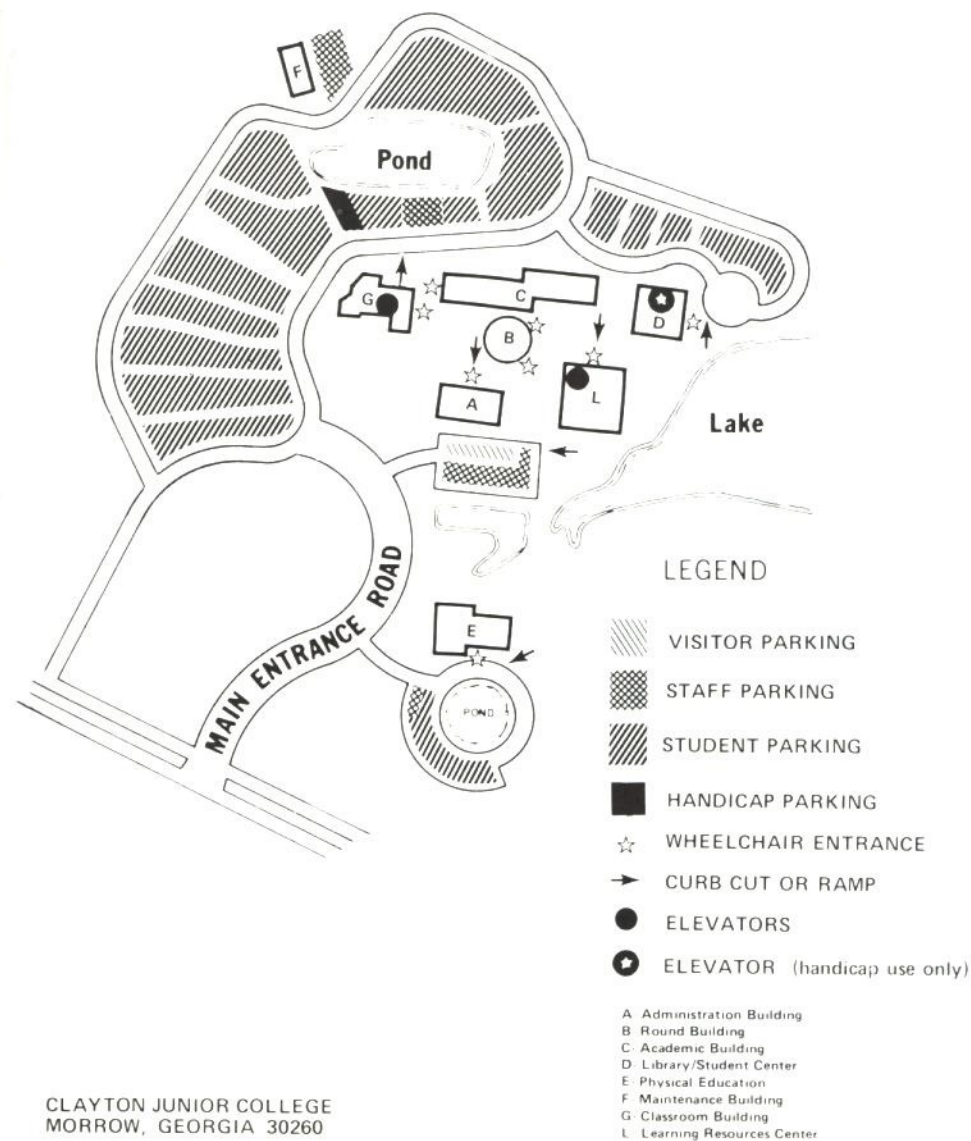 F
Pond
G
C
D
B
A
L
Lake
MAIN ENTRANCE ROAD
E
POND
LEGEND
VISITOR PARKING
STAFF PARKING
STUDENT PARKING
HANDICAP PARKING
WHEELCHAIR ENTRANCE
CURB CUT OR RAMP
ELEVATORS
ELEVATOR (handicap use only)
A Administration Building
B Round Building
C- Academic Building
D- Library/Student Center
E- Physical Education
F- Maintenance Building
G- Classroom Building
L Learning Resources Center
CLAYTON JUNIOR COLLEGE
MORROW, GEORGIA 30260